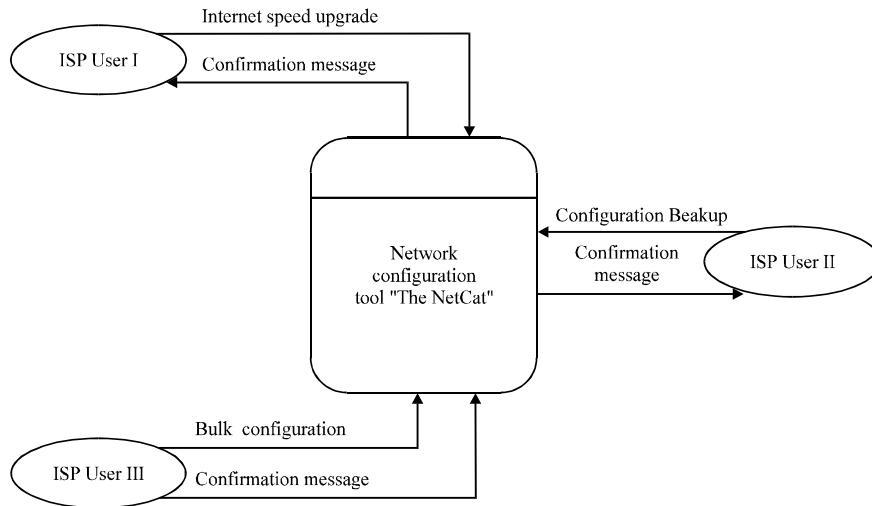 Internet speed upgrade
ISP User I
Confirmation message
Configuration Beakup
Network
configuration
tool "The NetCat"
Confirmation
message
ISP User II
Bulk configuration
ISP User III
Confirmation message